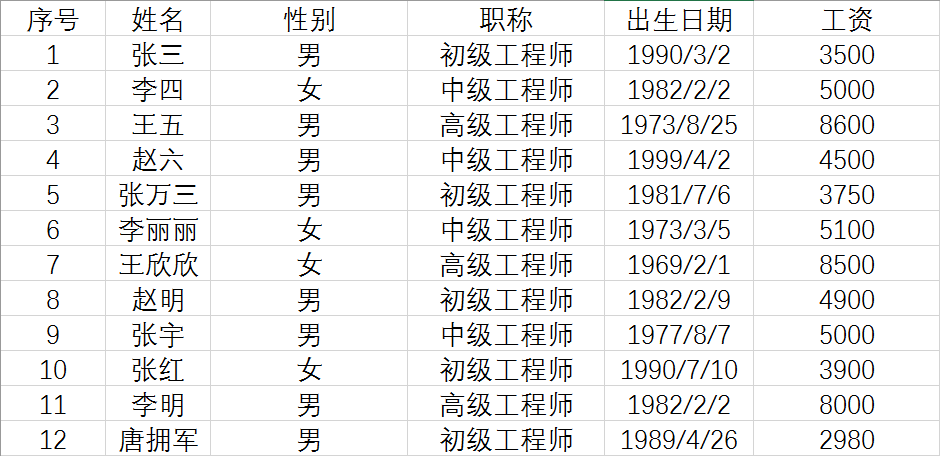 序号 姓名 性别 职称 出生日期 工资
1 张三 男 初级工程师 1990/3/2 3500
2 李四 女 中级工程师 1982/2/2 5000
3 王五 男 高级工程师 1973/8/25 8600
4 赵六 男 中级工程师 1999/4/2 4500
5 张万三 男 初级工程师 1981/7/6 3750
6 李丽丽 女 中级工程师 1973/3/5 5100
7 王欣欣 女 高级工程师 1969/2/1 8500
8 赵明 男 初级工程师 1982/2/9 4900
9 张宇 男 中级工程师 1977/8/7 5000
10 张红 女 初级工程师 1990/7/10 3900
11 李明 男 高级工程师 1982/2/2 8000
12 唐拥军 男 初级工程师 1989/4/26 2980